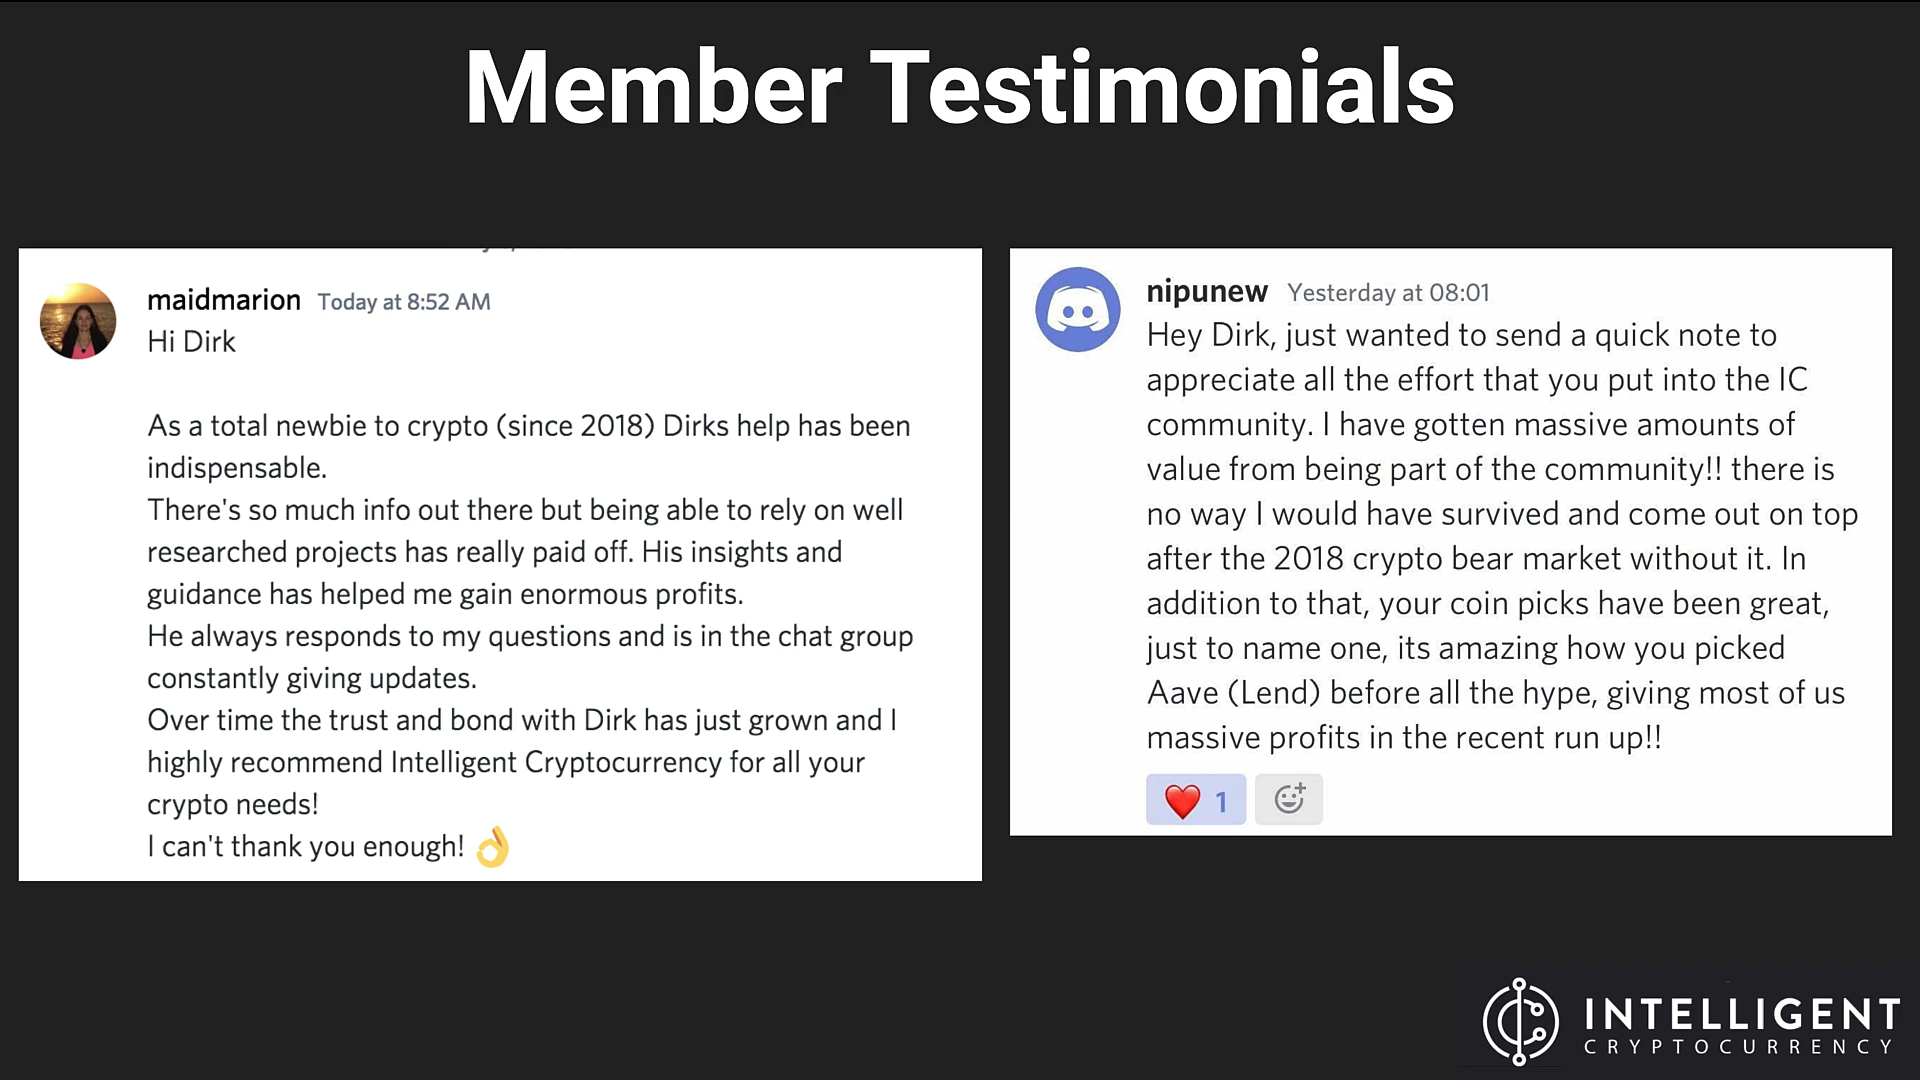 Member Testimonials
maidmarion Today at 8:52 AM
Hi Dirk
As a total newbie to crypto (since 2018) Dirks help has been
indispensable.
There's so much info out there but being able to rely on well
researched projects has really paid off. His insights and
guidance has helped me gain enormous profits.
He always responds to my questions and is in the chat group
constantly giving updates.
Over time the trust and bond with Dirk has just grown and I
highly recommend Intelligent Cryptocurrency for all your
crypto needs!
I can't thank you enough! 👌
nipunew Yesterday at 08:01
Hey Dirk, just wanted to send a quick note to
appreciate all the effort that you put into the IC
community. I have gotten massive amounts of
value from being part of the community!! there is
no way I would have survived and come out on top
after the 2018 crypto bear market without it. In
addition to that, your coin picks have been great,
just to name one, its amazing how you picked
Aave (Lend) before all the hype, giving most of us
massive profits in the recent run up!!
❤️ 1
INTELLIGENT
CRYPTOCURRENCY